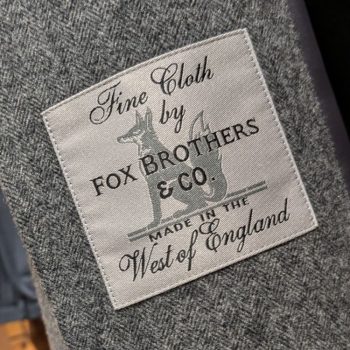 Fine Cloth
by
FOX BROTHERS
& CO.
MADE IN THE
West of England